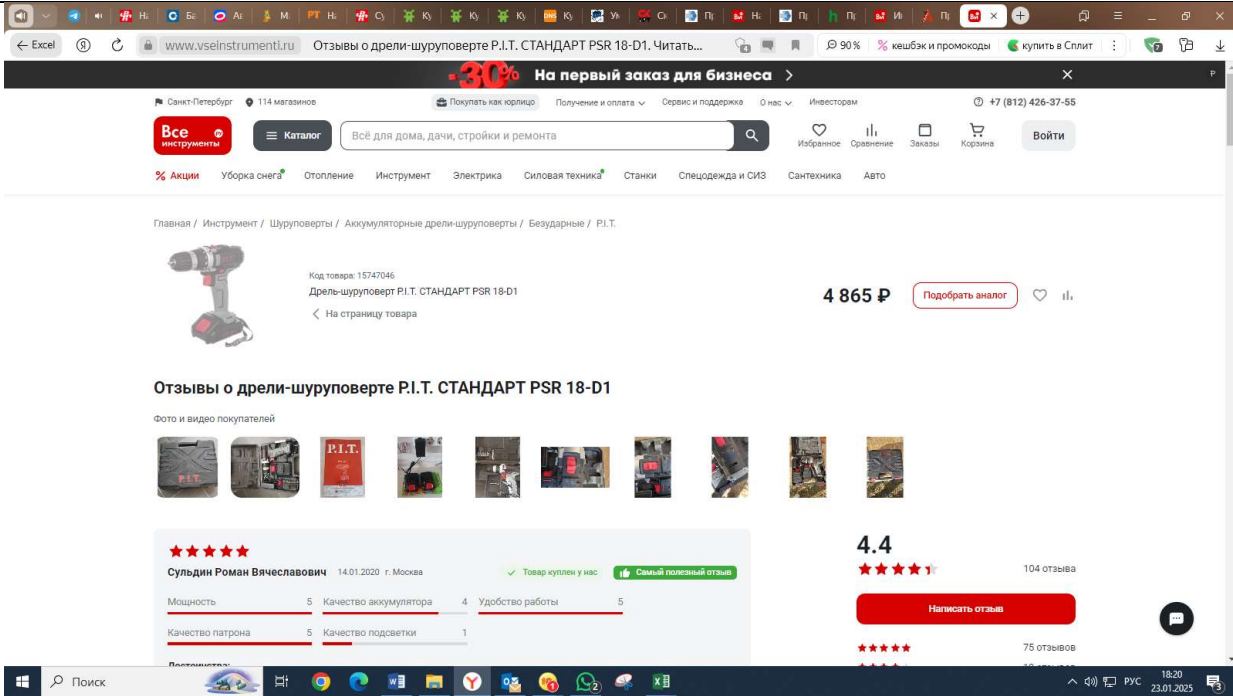 ← Excel www.vseinstrumenti.ru Отзывы о дрели-шуруповерте P.I.T. СТАНДАРТ PSR 18-D1. Читать... 90% % кешбэк и промокоды купить в Сплит
-30% На первый заказ для бизнеса >
Санкт-Петербург 114 магазинов Покупать как юрлицо Получение и оплата Сервис и поддержка О нас Инвесторам +7 (812) 426-37-55
Все инструменты Каталог Всё для дома, дачи, стройки и ремонта Избранное Сравнение Заказы Корзина Войти
% Акции Уборка снега Отопление Инструмент Электрика Силовая техника Станки Спецодежда и СИЗ Сантехника Авто
Главная / Инструмент / Шуруповерты / Аккумуляторные дрели-шуруповерты / Безударные / P.I.T.
Код товара: 15747046
Дрель-шуруповерт P.I.T. СТАНДАРТ PSR 18-D1
4 865 ₽ Подобрать аналог
На страницу товара
Отзывы о дрели-шуруповерте P.I.T. СТАНДАРТ PSR 18-D1
Фото и видео покупателей
P.I.T. P.I.T.
4.4
Сульдин Роман Вячеславович 14.01.2020 г. Москва Товар куплен у нас Самый полезный отзыв
104 отзыва
Мощность 5 Качество аккумулятора 4 Удобство работы 5
Написать отзыв
Качество патрона 5 Качество подсветки 1
75 отзывов
Поиск
РУС 18:20
23.01.2025